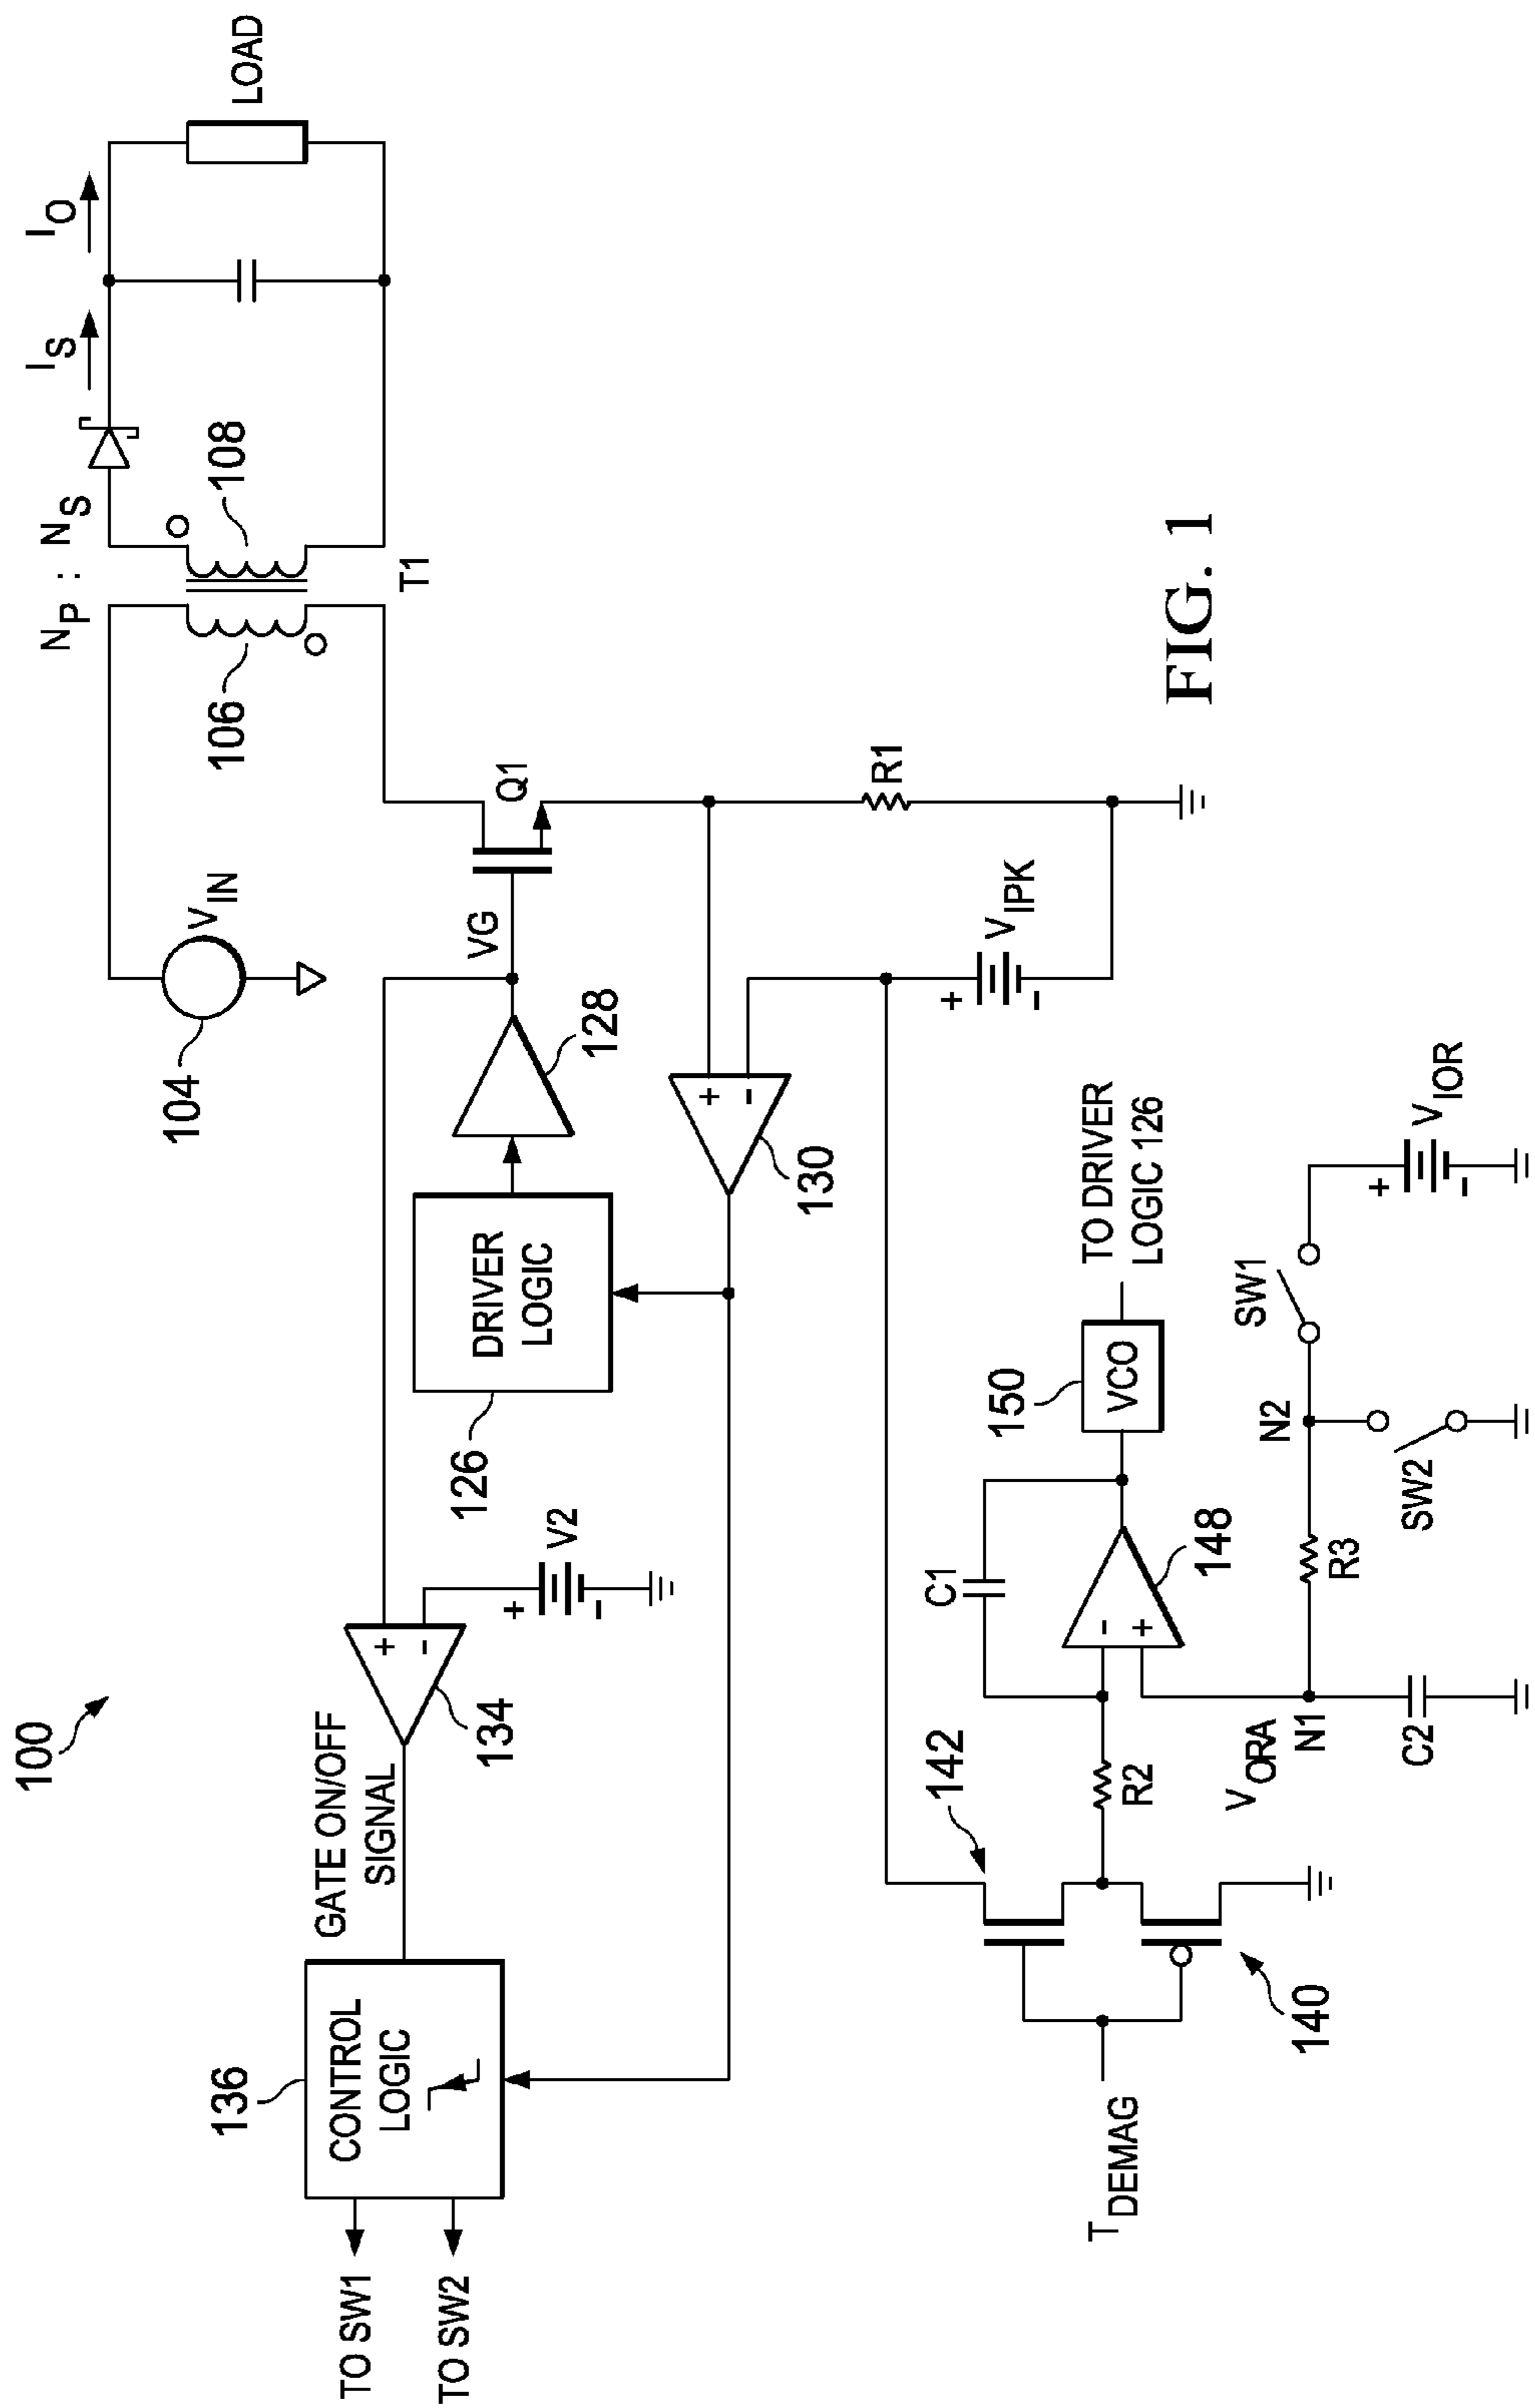 100
104
V_IN
N_P : N_S
106
108
T1
I_S
I_O
LOAD
136
CONTROL
LOGIC
TO SW1
TO SW2
GATE ON/OFF
SIGNAL
+
-
134
+
-
V2
126
DRIVER
LOGIC
128
VG
Q1
+
-
130
R1
+
-
V_IPK
T_DEMAG
142
140
R2
C1
-
+
148
150
VCO
TO DRIVER
LOGIC 126
V_ORA
N1
C2
R3
N2
SW2
SW1
+
-
V_IOR
FIG. 1